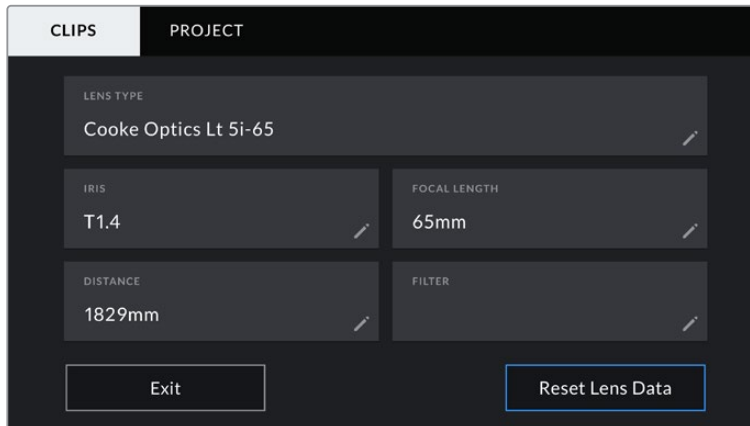 CLIPS PROJECT
LENS TYPE
Cooke Optics Lt 5i-65
IRIS FOCAL LENGTH
T1.4 65mm
DISTANCE FILTER
1829mm
Exit Reset Lens Data